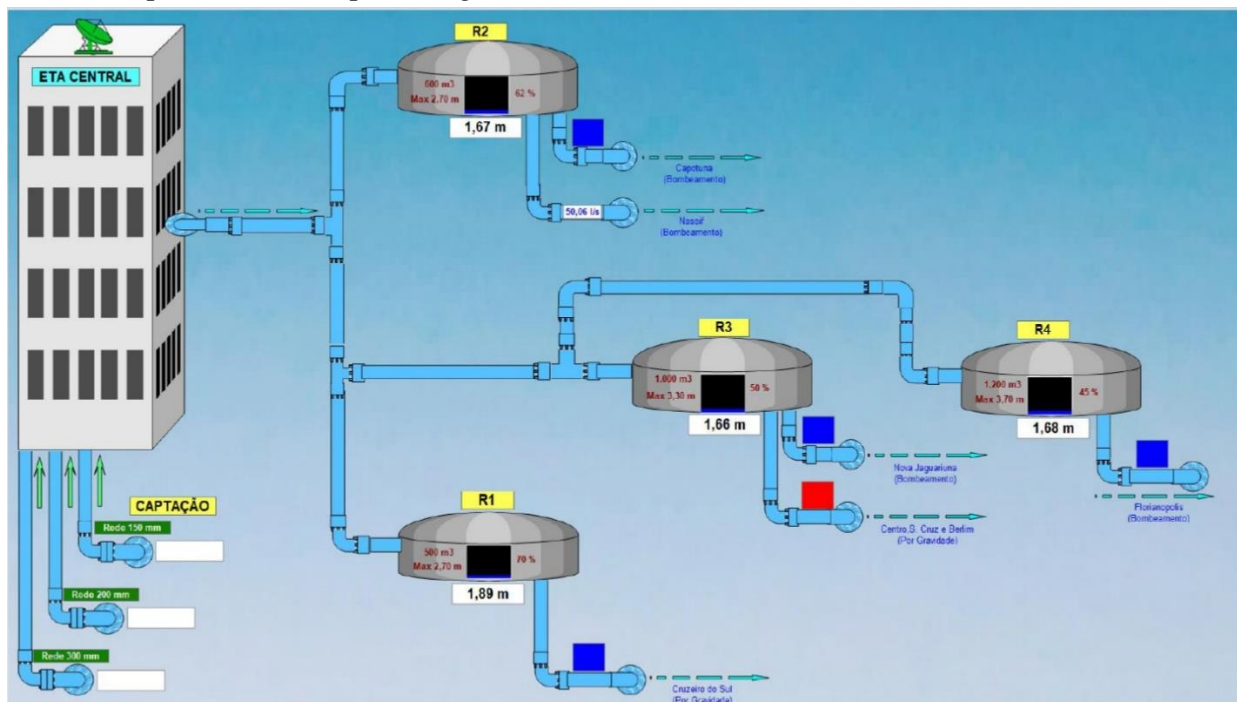 ETA CENTRAL
CAPTAÇÃO
Rede 150 mm
Rede 200 mm
Rede 300 mm
R2
600 m3
Max 2,70 m
62 %
1,67 m
Capotuna
(Bombeamento)
50,06 l/s
Nassif
(Bombeamento)
R3
1.000 m3
Max 3,30 m
50 %
1,66 m
Nova Jaguariuna
(Bombeamento)
Centro,S. Cruz e Berlim
(Por Gravidade)
R4
1,200 m3
Max 3,70 m
45 %
1,68 m
Florianopolis
(Bombeamento)
R1
500 m3
Max 2,70 m
70 %
1,89 m
Cruzeiro do Sul
(Por Gravidade)